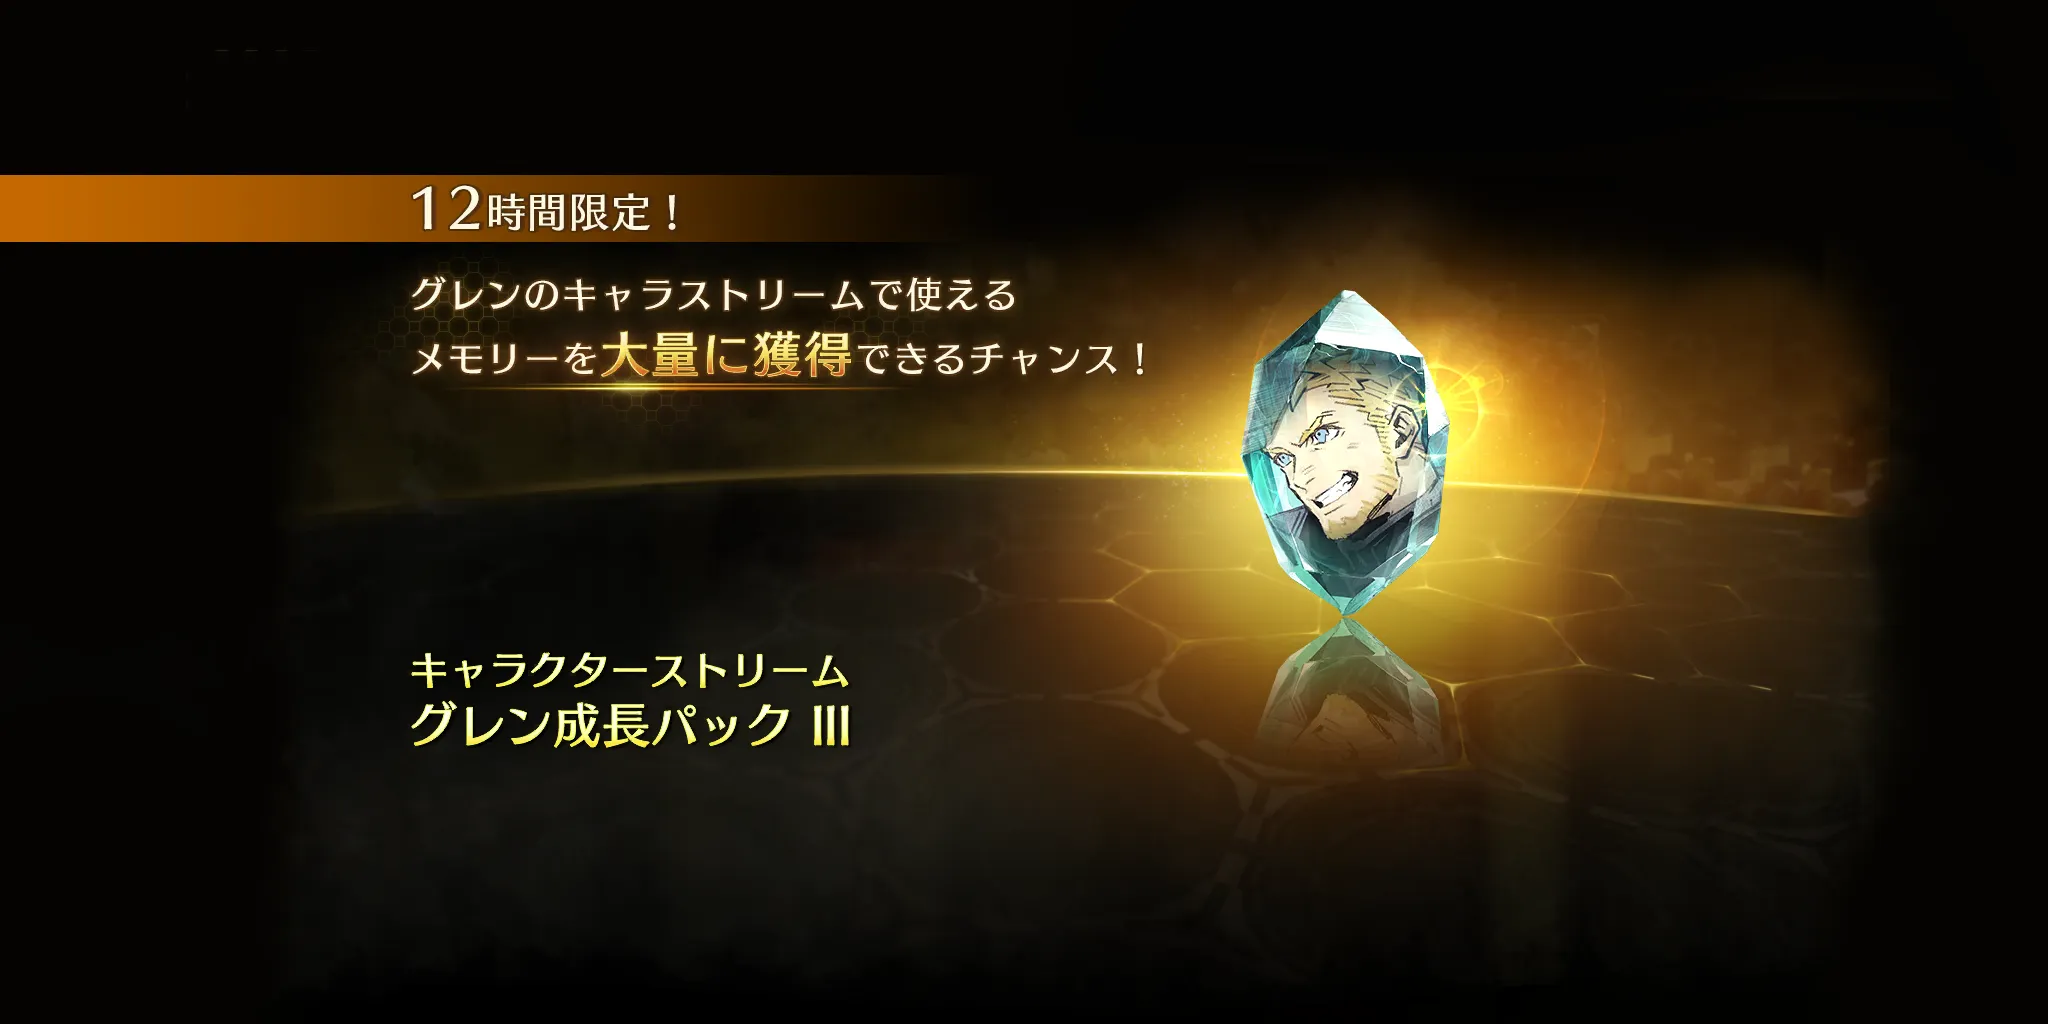 12時間限定！
グレンのキャラストリームで使える
メモリーを大量に獲得できるチャンス！
キャラクターストリーム
グレン成長パック III